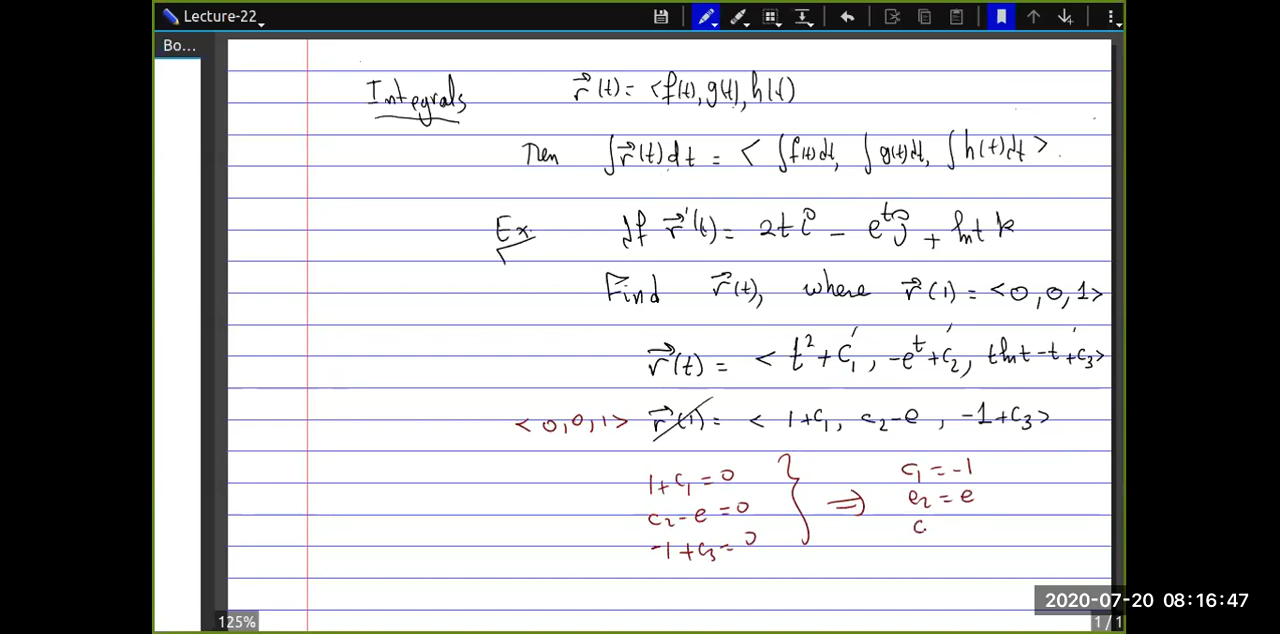 Lecture-22
Bo...
Integrals r⃗(t) = <f(t), g(t), h(t)
Then ∫r⃗(t)dt = < ∫f(t)dt, ∫g(t)dt, ∫h(t)dt >.
Ex If r⃗'(t) = 2t i - e^t j + ln t k
Find r⃗(t), where r⃗(1) = <0, 0, 1>
r⃗(t) = < t² + C₁', -e^t + C₂', t ln t - t + C₃'>
<0, 0, 1> r⃗(1) = < 1 + C₁, C₂ - e, -1 + C₃>
1 + C₁ = 0
C₂ - e = 0
-1 + C₃ = 0
} ⇒
C₁ = -1
e₂ = e
C
2020-07-20 08:16:47
125%
1 / 1